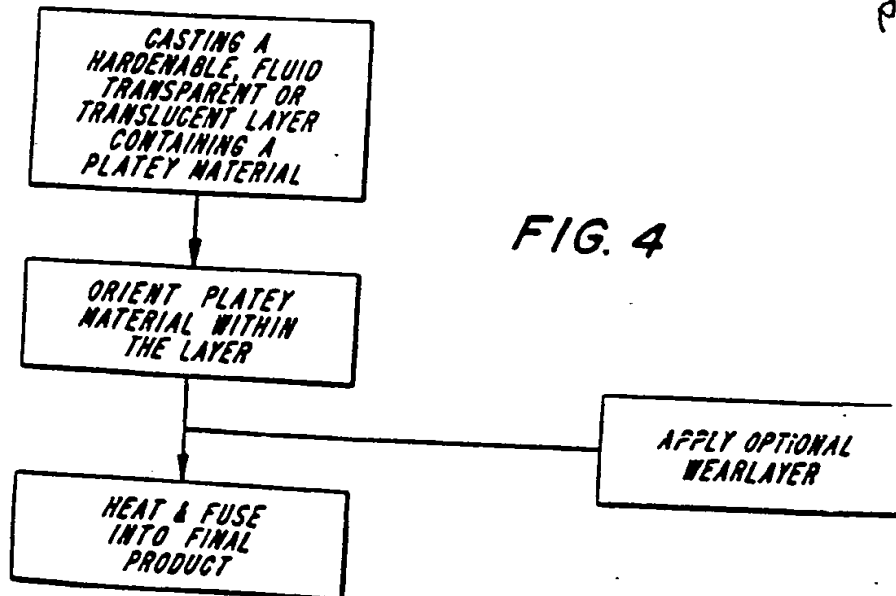 CASTING A
HARDENABLE, FLUID
TRANSPARENT OR
TRANSLUCENT LAYER
CONTAINING A
PLATEY MATERIAL
FIG. 4
ORIENT PLATEY
MATERIAL WITHIN
THE LAYER
APPLY OPTIONAL
WEARLAYER
HEAT & FUSE
INTO FINAL
PRODUCT